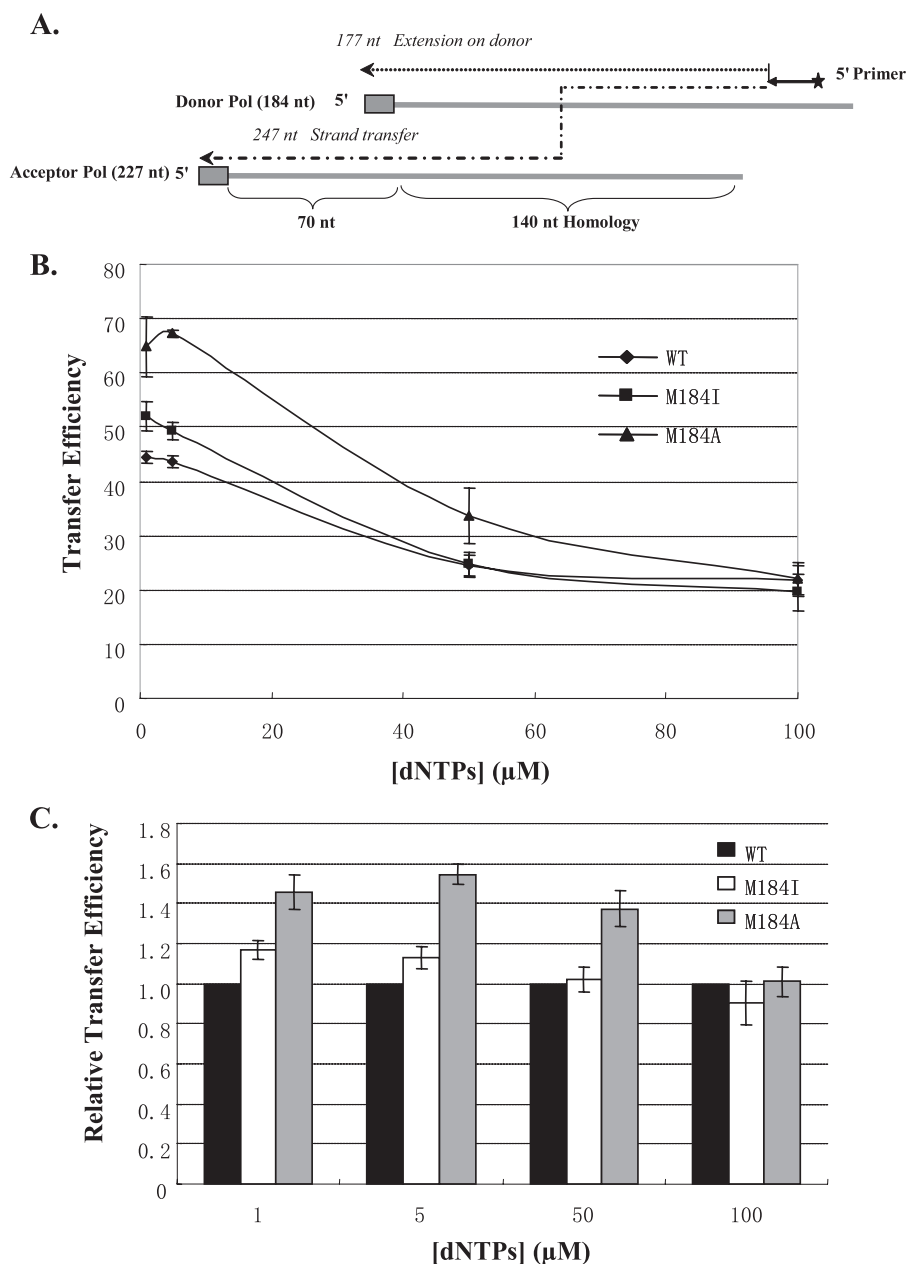 A.
177 nt Extension on donor
5' Primer
Donor Pol (184 nt) 5'
247 nt Strand transfer
Acceptor Pol (227 nt) 5'
70 nt
140 nt Homology
B.
Transfer Efficiency
80
70
60
50
40
30
20
10
0
WT
M184I
M184A
0 20 40 60 80 100
[dNTPs] (µM)
C.
Relative Transfer Efficiency
1.8
1.6
1.4
1.2
1.0
0.8
0.6
0.4
0.2
0
WT
M184I
M184A
1 5 50 100
[dNTPs] (µM)